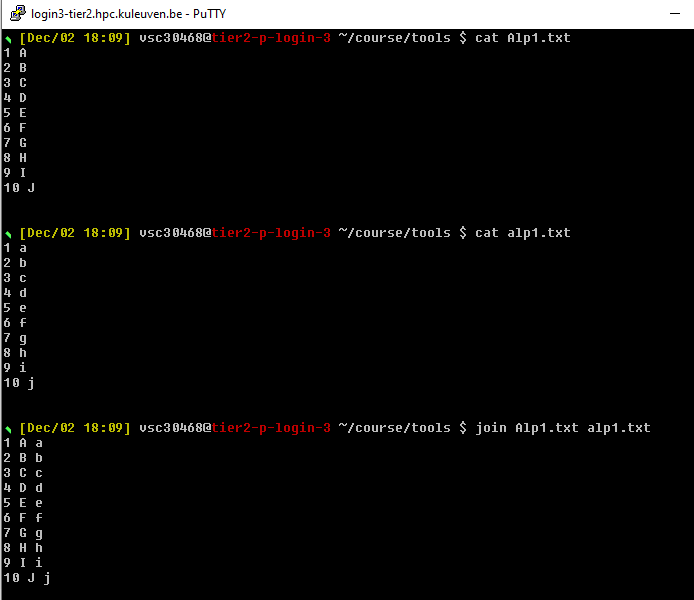 login3-tier2.hpc.kuleuven.be - PuTTY
[Dec/02 18:09] vsc30468@tier2-p-login-3 ~/course/tools $ cat Alp1.txt
1 A
2 B
3 C
4 D
5 E
6 F
7 G
8 H
9 I
10 J
[Dec/02 18:09] vsc30468@tier2-p-login-3 ~/course/tools $ cat alp1.txt
1 a
2 b
3 c
4 d
5 e
6 f
7 g
8 h
9 i
10 j
[Dec/02 18:09] vsc30468@tier2-p-login-3 ~/course/tools $ join Alp1.txt alp1.txt
1 A a
2 B b
3 C c
4 D d
5 E e
6 F f
7 G g
8 H h
9 I i
10 J j